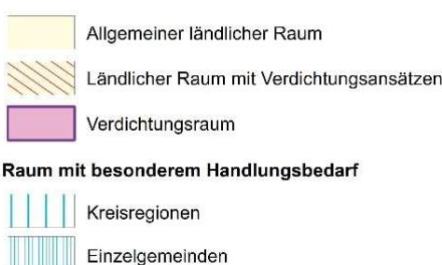 Allgemeiner ländlicher Raum
Ländlicher Raum mit Verdichtungsansätzen
Verdichtungsraum
Raum mit besonderem Handlungsbedarf
Kreisregionen
Einzelgemeinden